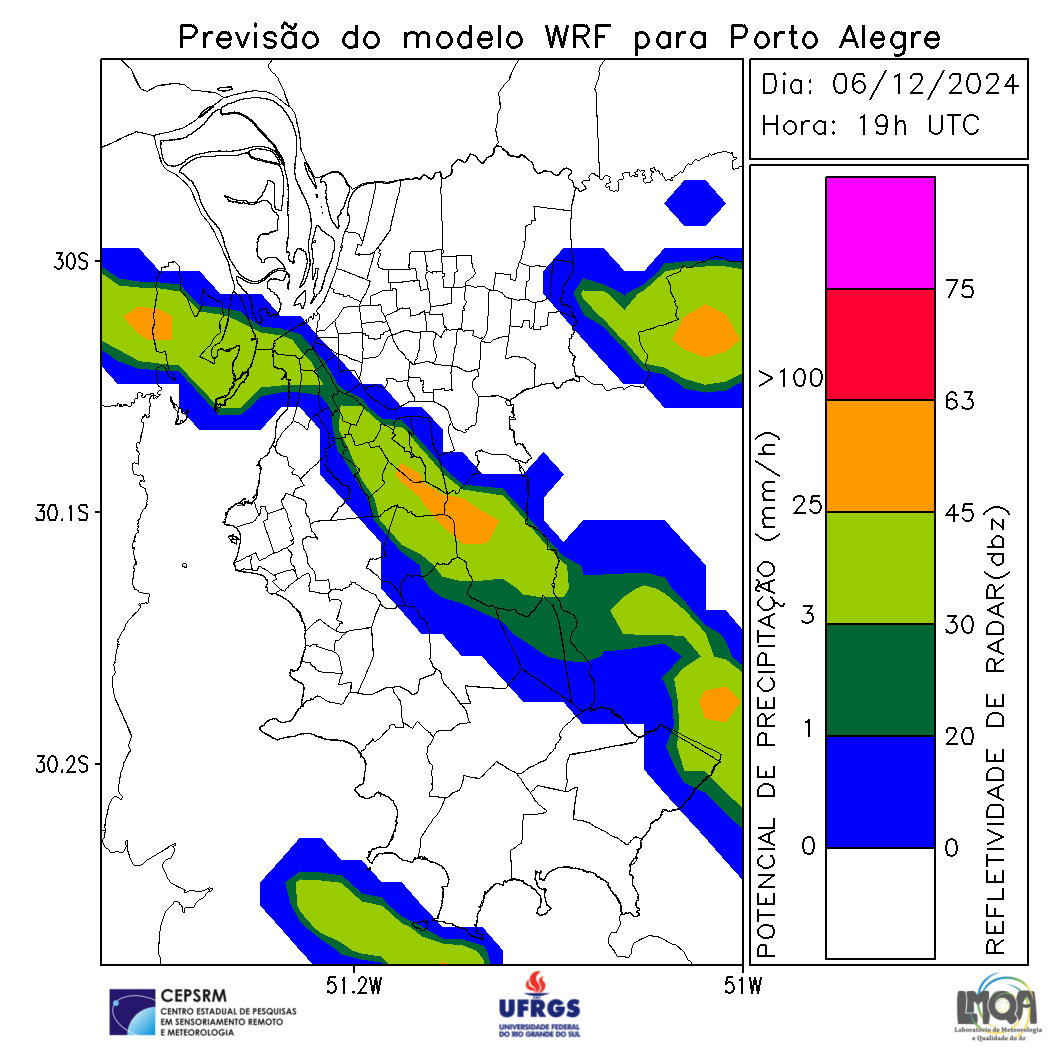 Previsão do modelo WRF para Porto Alegre
Dia: 06/12/2024
Hora: 19h UTC
30S
30.1S
30.2S
51.2W
51W
POTENCIAL DE PRECIPITAÇÃO (mm/h)
>100
25
3
1
0
75
63
45
30
20
0
REFLETIVIDADE DE RADAR(dbz)
CEPSRM
CENTRO ESTADUAL DE PESQUISAS
EM SENSORIAMENTO REMOTO
E METEOROLOGIA
UFRGS
UNIVERSIDADE FEDERAL
DO RIO GRANDE DO SUL
LMQA
Laboratório de Meteorologia
e Qualidade do Ar